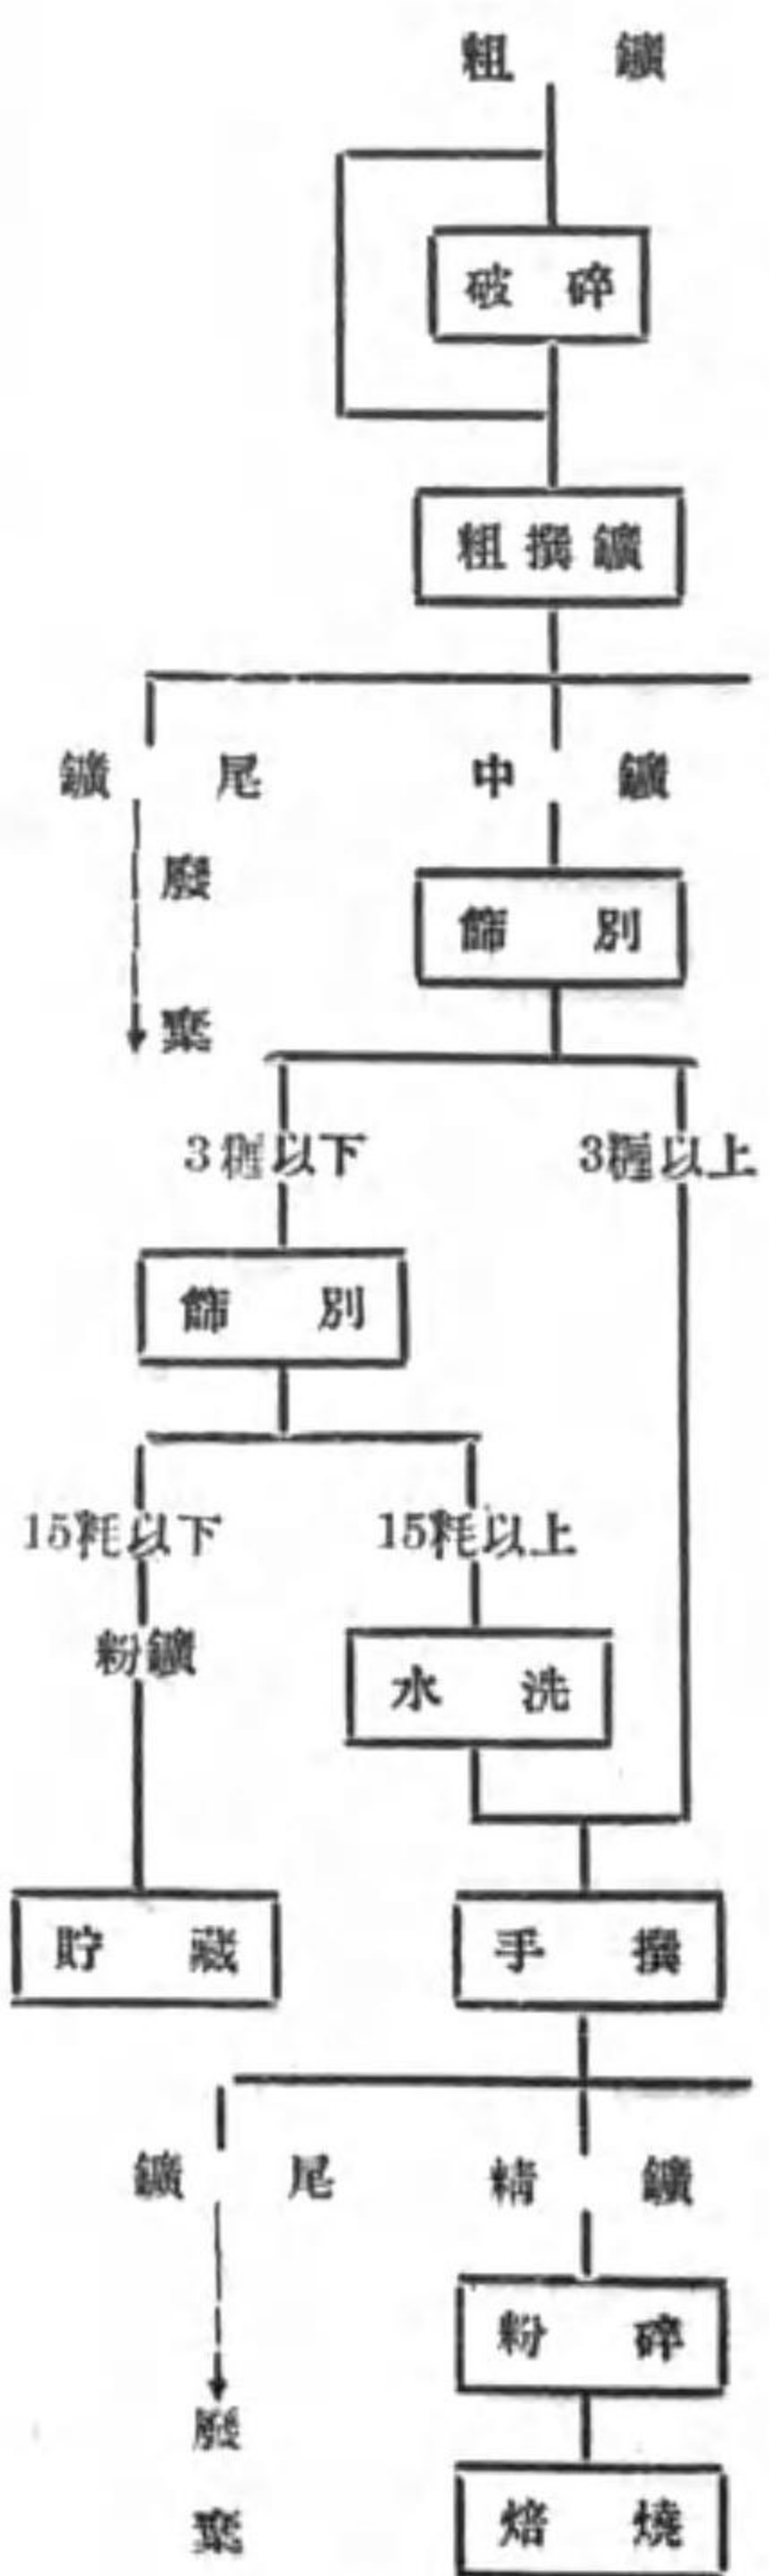 粗鑛
破碎
粗撰鑛
鑛尾
中鑛
廢棄
篩別
3糎以下
3糎以上
篩別
15粍以下
15粍以上
粉鑛
水洗
貯藏
手撰
鑛尾
精鑛
廢棄
粉碎
焙燒